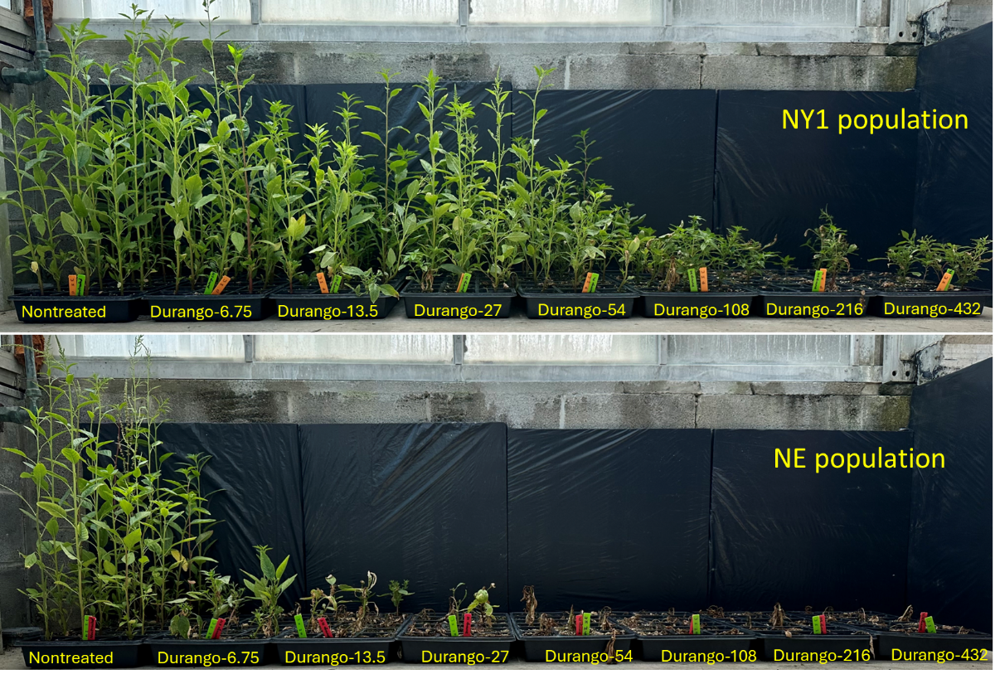 NY1 population
Nontreated
Durango-6.75
Durango-13.5
Durango-27
Durango-54
Durango-108
Durango-216
Durango-432
NE population
Nontreated
Durango-6.75
Durango-13.5
Durango-27
Durango-54
Durango-108
Durango-216
Durango-432